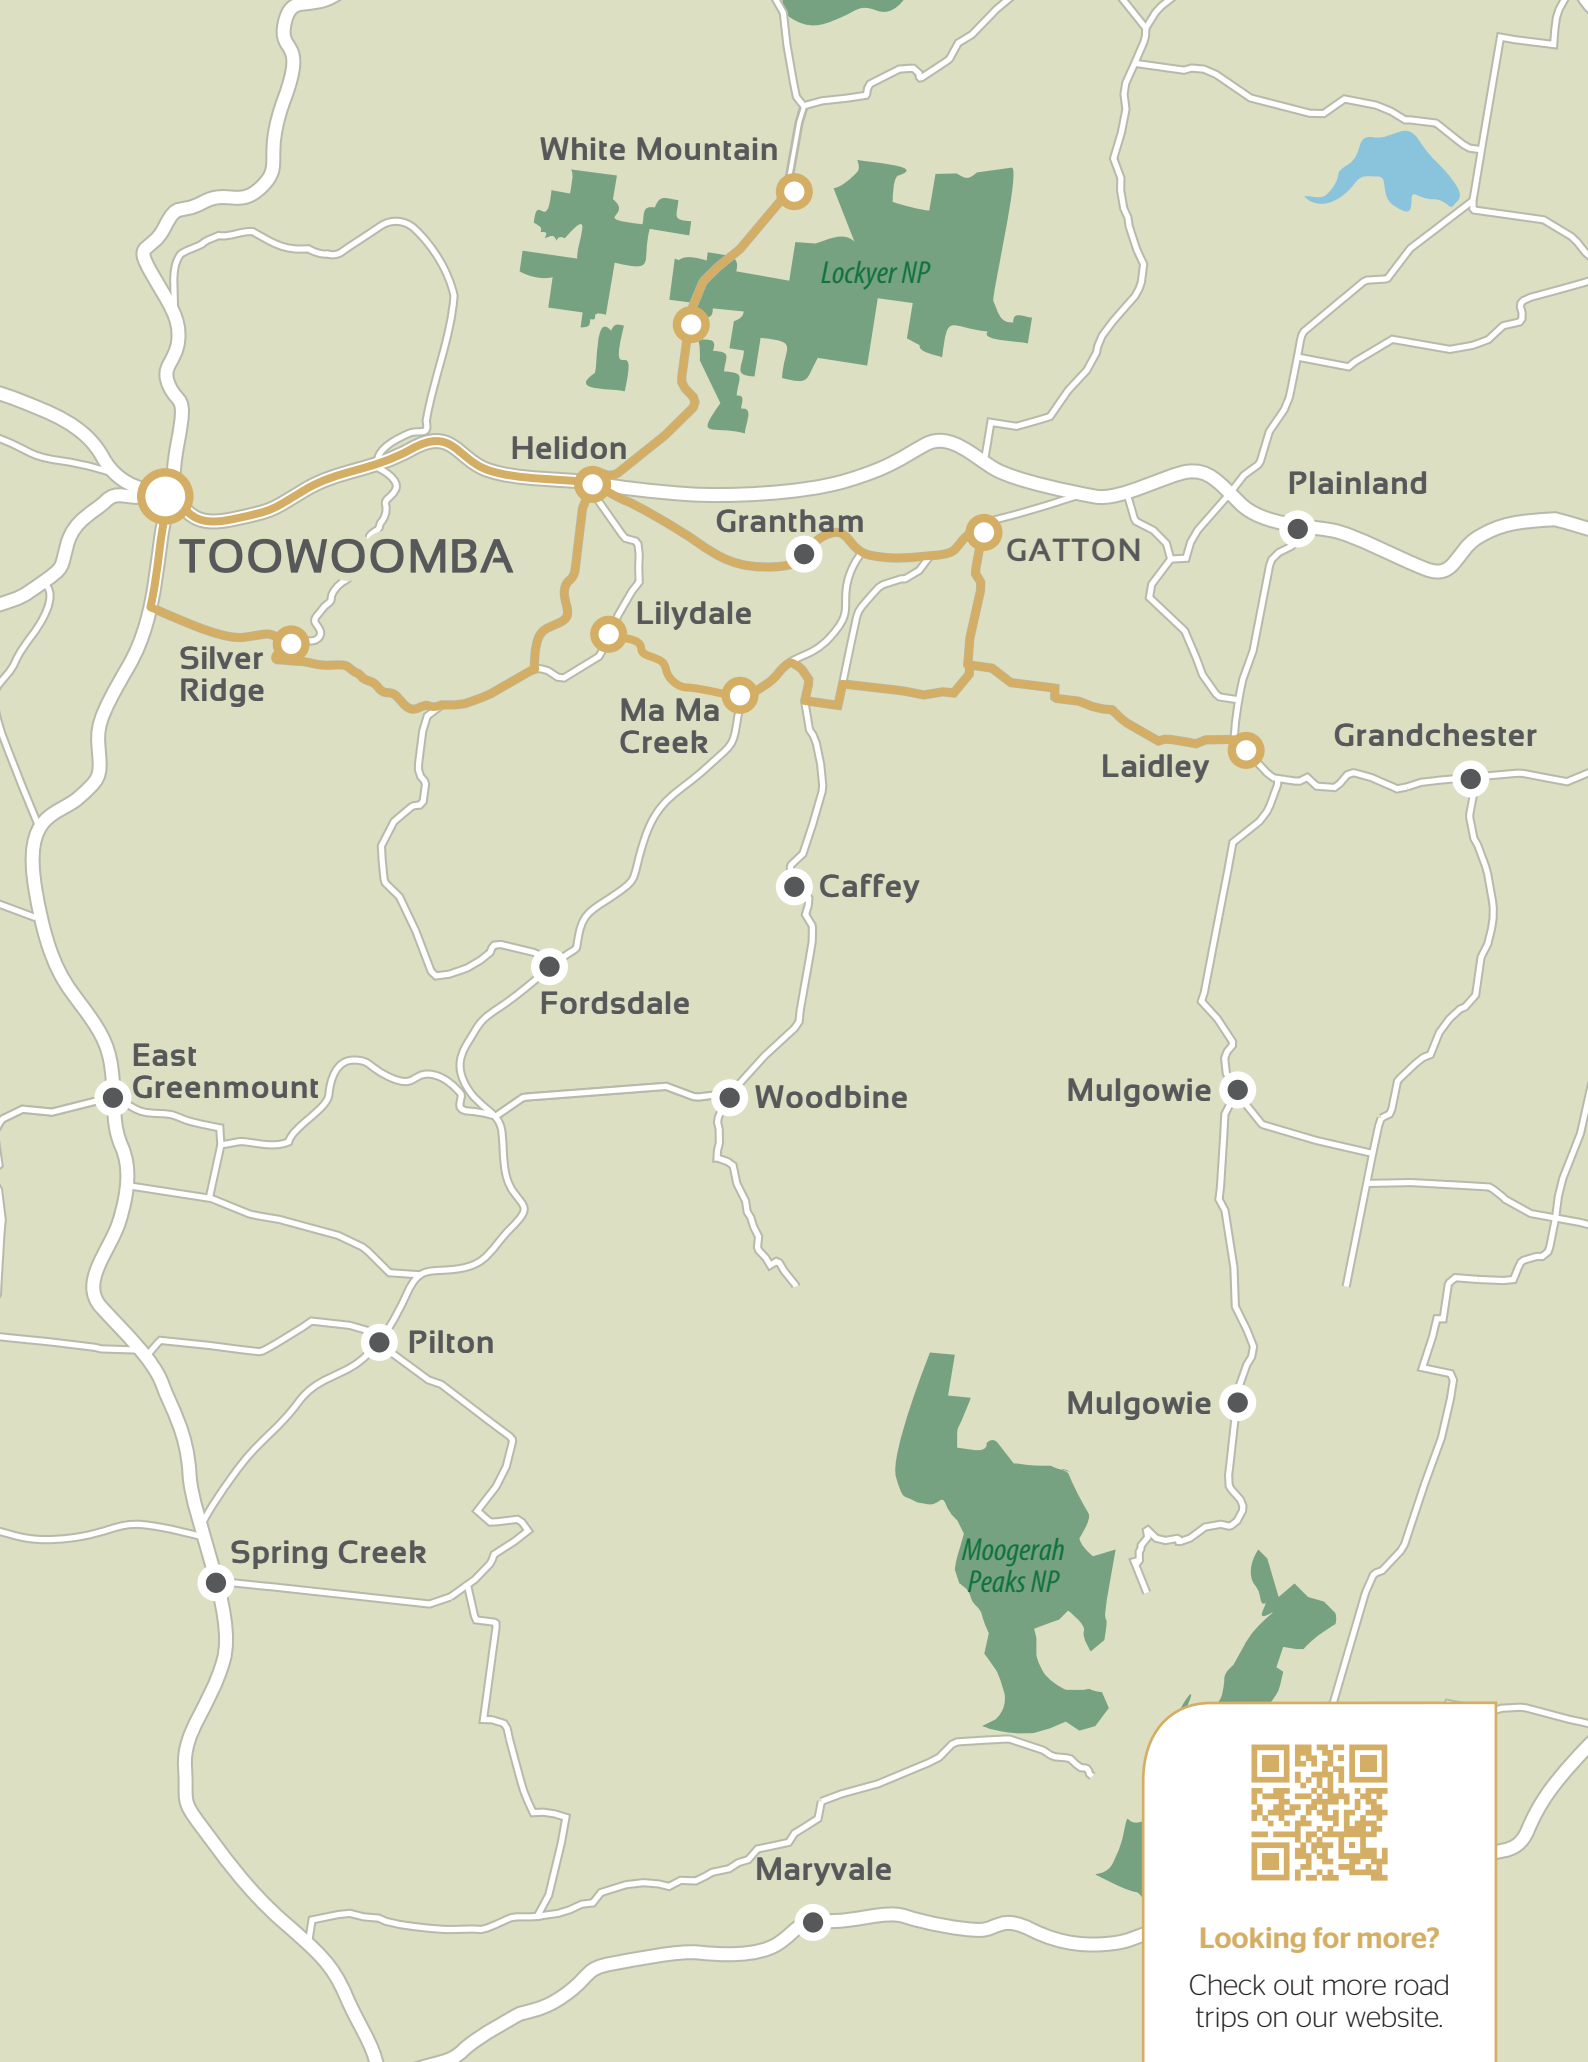 White Mountain
Lockyer NP
Helidon
Plainland
Grantham
GATTON
TOOWOOMBA
Lilydale
Silver
Ridge
Ma Ma
Creek
Grandchester
Laidley
Caffey
Fordsdale
East
Greenmount
Woodbine
Mulgowie
Pilton
Mulgowie
Moogerah
Peaks NP
Spring Creek
Maryvale
Looking for more?
Check out more road
trips on our website.